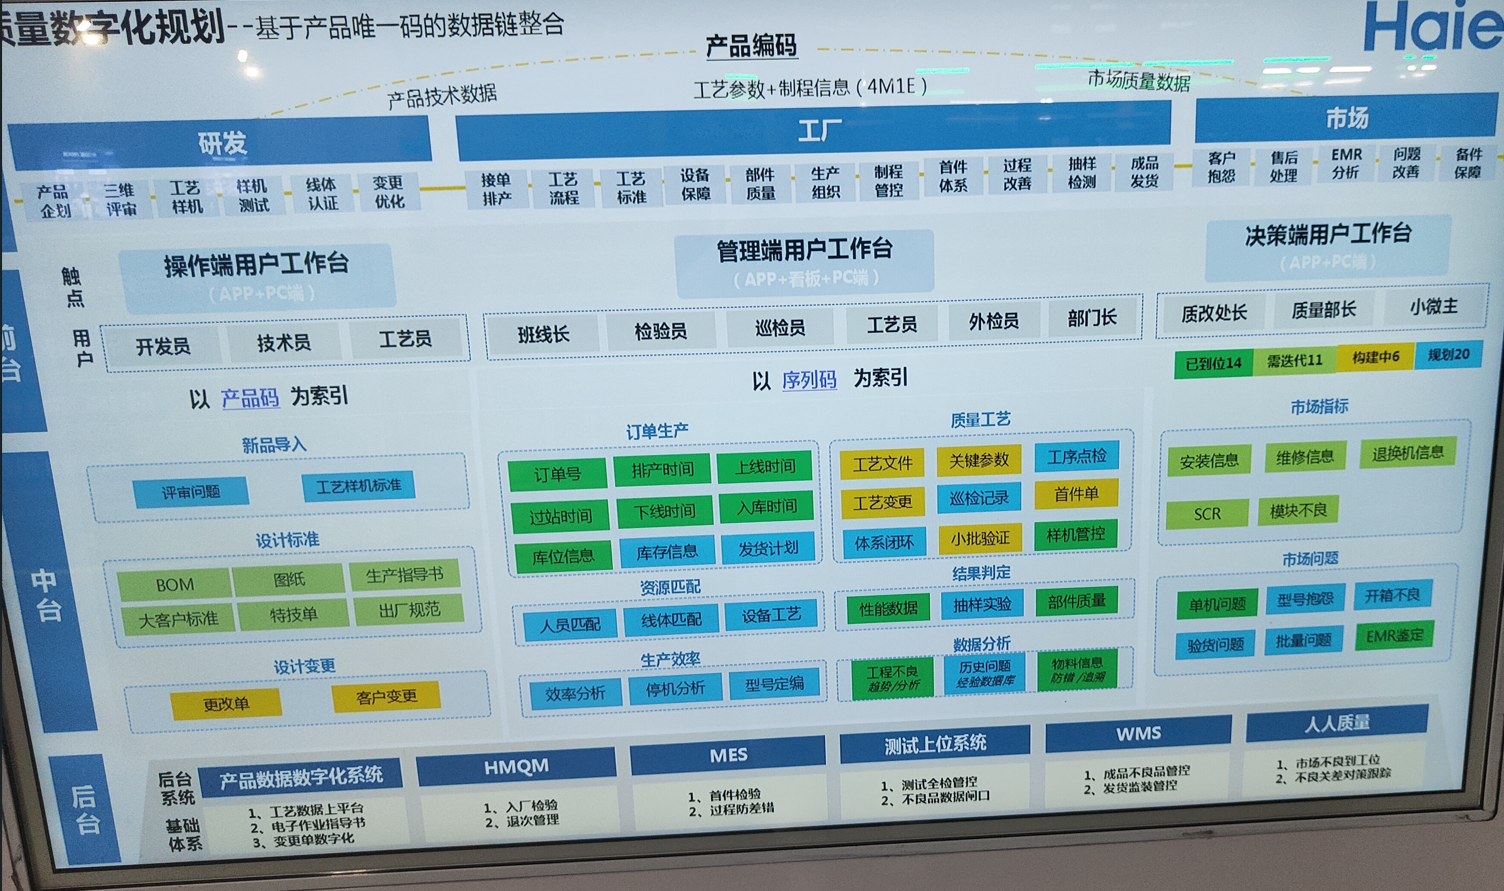 质量数字化规划--基于产品唯一码的数据链整合
Haie
产品编码
产品技术数据
工艺参数+制程信息（4M1E）
市场质量数据
研发
工厂
市场
产品企划
三维评审
工艺样机
样机测试
线体认证
变更优化
接单排产
工艺流程
工艺标准
设备保障
部件质量
生产组织
制程管控
首件体系
过程改善
抽样检测
成品发货
客户抱怨
售后处理
EMR分析
问题改善
备件保障
前台
触点
操作端用户工作台
（APP+PC端）
管理端用户工作台
（APP+看板+PC端）
决策端用户工作台
（APP+PC端）
用户
开发员
技术员
工艺员
班线长
检验员
巡检员
工艺员
外检员
部门长
质改处长
质量部长
小微主
已到位14
需迭代11
构建中6
规划20
以 产品码 为索引
以 序列码 为索引
中台
新品导入
评审问题
工艺样机标准
设计标准
BOM
图纸
生产指导书
大客户标准
特技单
出厂规范
设计变更
更改单
客户变更
订单生产
订单号
排产时间
上线时间
过站时间
下线时间
入库时间
库位信息
库存信息
发货计划
资源匹配
人员匹配
线体匹配
设备工艺
生产效率
效率分析
停机分析
型号定编
质量工艺
工艺文件
关键参数
工序点检
工艺变更
巡检记录
首件单
体系闭环
小批验证
样机管控
结果判定
性能数据
抽样实验
部件质量
数据分析
工程不良
趋势/分析
历史问题
经验数据库
物料信息
防错/追溯
市场指标
安装信息
维修信息
退换机信息
SCR
模块不良
市场问题
单机问题
型号抱怨
开箱不良
验货问题
批量问题
EMR鉴定
后台
后台系统
基础体系
产品数据数字化系统
1、工艺数据上平台
2、电子作业指导书
3、变更单数字化
HMQM
1、入厂检验
2、退次管理
MES
1、首件检验
2、过程防差错
测试上位系统
1、测试全检管控
2、不良品数据闸口
WMS
1、成品不良品管控
2、发货监装管控
人人质量
1、市场不良到工位
2、不良关差对策跟踪